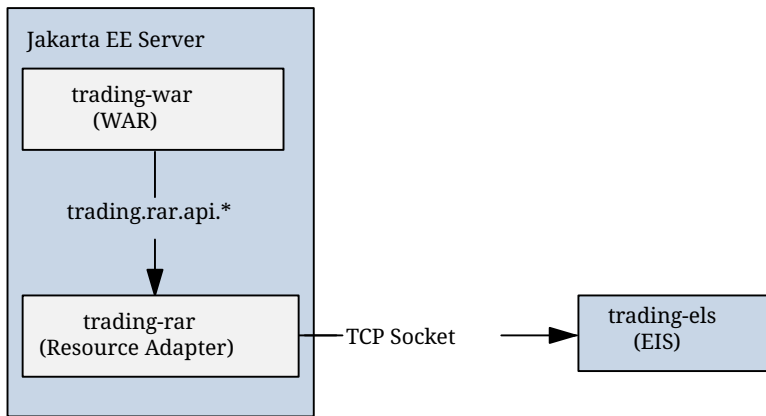 Jakarta EE Server
trading-war
(WAR)
trading.rar.api.*
trading-rar
(Resource Adapter)
TCP Socket
trading-els
(EIS)